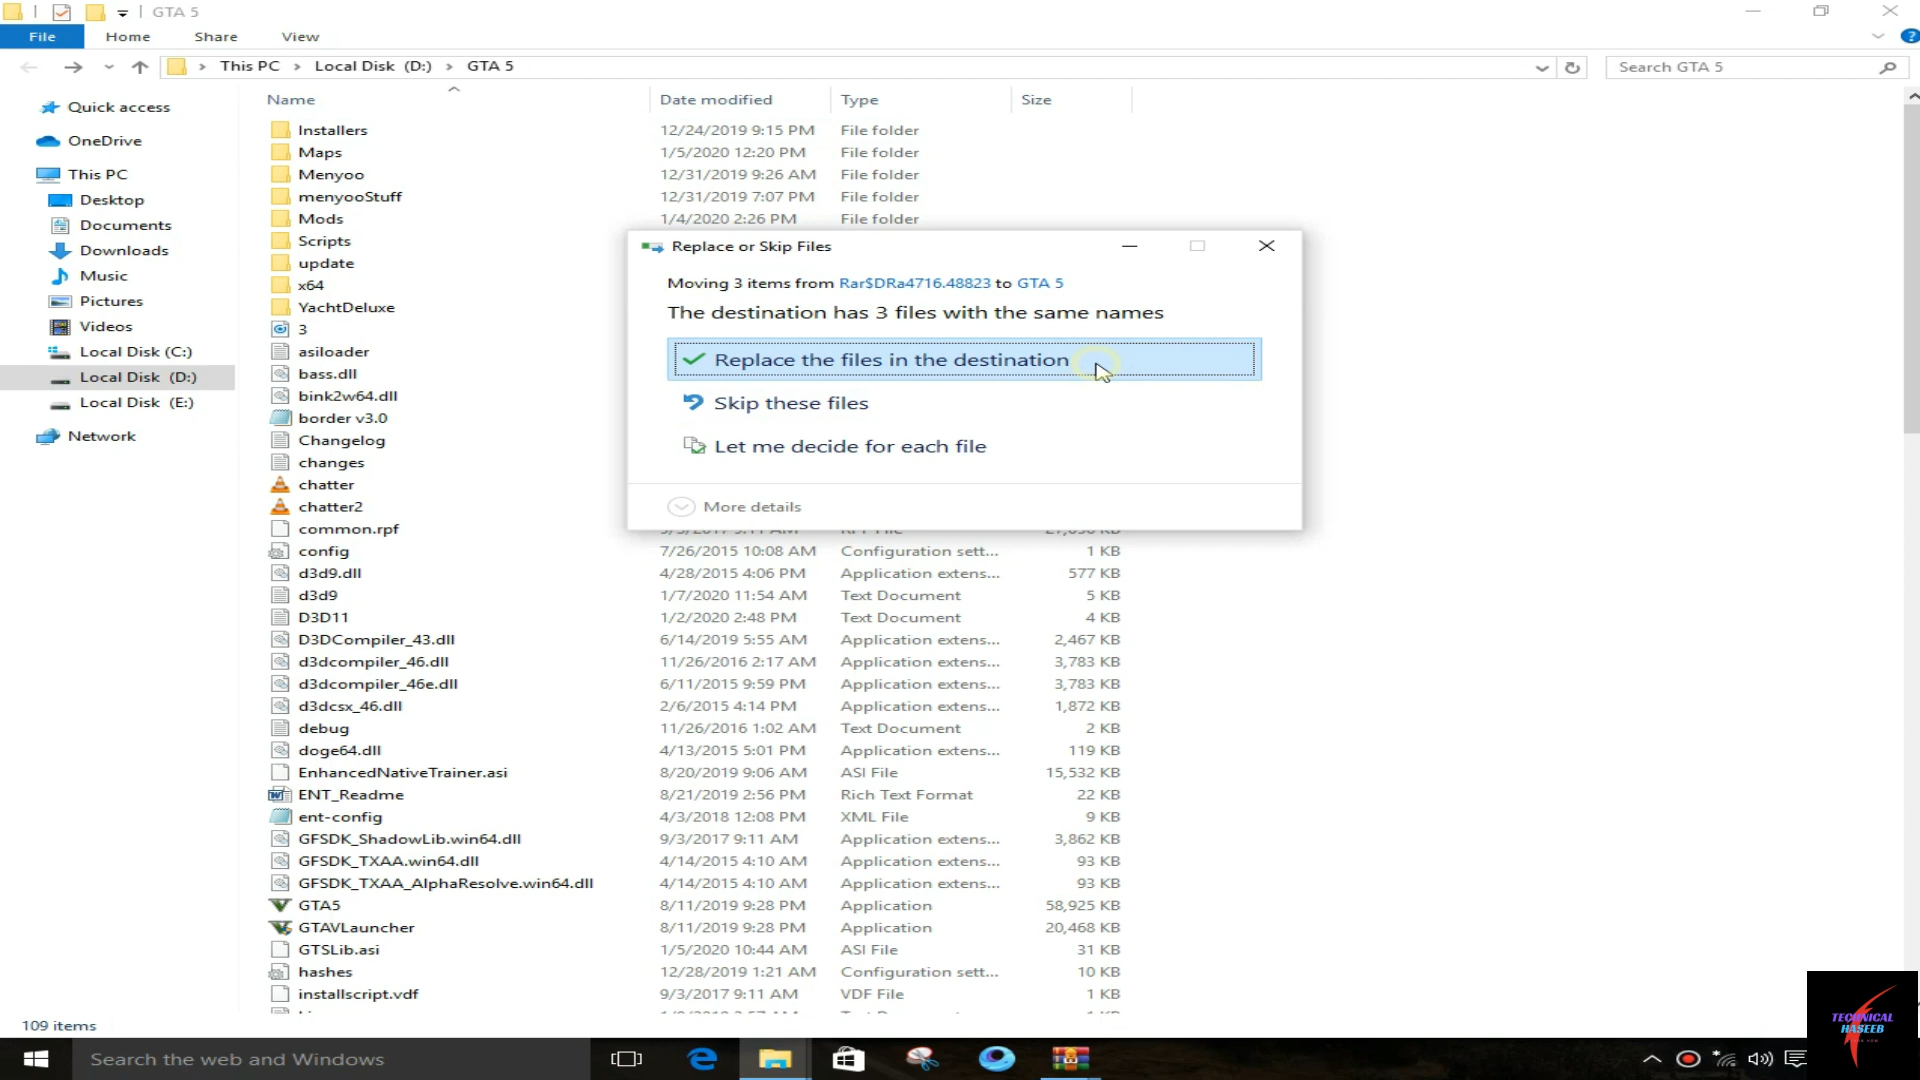 GTA 5
File
Home
Share
View
This PC
Local Disk (D:)
GTA 5
Search GTA 5
Name
Date modified
Type
Size
Quick access
OneDrive
This PC
Desktop
Documents
Downloads
Music
Pictures
Videos
Local Disk (C:)
Local Disk (D:)
Local Disk (E:)
Network
Installers 12/24/2019 9:15 PM File folder
Maps 1/5/2020 12:20 PM File folder
Menyoo 12/31/2019 9:26 AM File folder
menyooStuff 12/31/2019 7:07 PM File folder
Mods 1/4/2020 2:26 PM File folder
Scripts
update
x64
YachtDeluxe
3
asiloader
bass.dll
bink2w64.dll
border v3.0
Changelog
changes
chatter
chatter2
common.rpf
config 7/26/2015 10:08 AM Configuration sett... 1 KB
d3d9.dll 4/28/2015 4:06 PM Application extens... 577 KB
d3d9 1/7/2020 11:54 AM Text Document 5 KB
D3D11 1/2/2020 2:48 PM Text Document 4 KB
D3DCompiler_43.dll 6/14/2019 5:55 AM Application extens... 2,467 KB
d3dcompiler_46.dll 11/26/2016 2:17 AM Application extens... 3,783 KB
d3dcompiler_46e.dll 6/11/2015 9:59 PM Application extens... 3,783 KB
d3dcsx_46.dll 2/6/2015 4:14 PM Application extens... 1,872 KB
debug 11/26/2016 1:02 AM Text Document 2 KB
doge64.dll 4/13/2015 5:01 PM Application extens... 119 KB
EnhancedNativeTrainer.asi 8/20/2019 9:06 AM ASI File 15,532 KB
ENT_Readme 8/21/2019 2:56 PM Rich Text Format 22 KB
ent-config 4/3/2018 12:08 PM XML File 9 KB
GFSDK_ShadowLib.win64.dll 9/3/2017 9:11 AM Application extens... 3,862 KB
GFSDK_TXAA.win64.dll 4/14/2015 4:10 AM Application extens... 93 KB
GFSDK_TXAA_AlphaResolve.win64.dll 4/14/2015 4:10 AM Application extens... 93 KB
GTA5 8/11/2019 9:28 PM Application 58,925 KB
GTAVLauncher 8/11/2019 9:28 PM Application 20,468 KB
GTSLib.asi 1/5/2020 10:44 AM ASI File 31 KB
hashes 12/28/2019 1:21 AM Configuration sett... 10 KB
installscript.vdf 9/3/2017 9:11 AM VDF File 1 KB
Replace or Skip Files
Moving 3 items from Rar$DRa4716.48823 to GTA 5
The destination has 3 files with the same names
Replace the files in the destination
Skip these files
Let me decide for each file
More details
109 items
Search the web and Windows
TECHNICAL
HASEEB